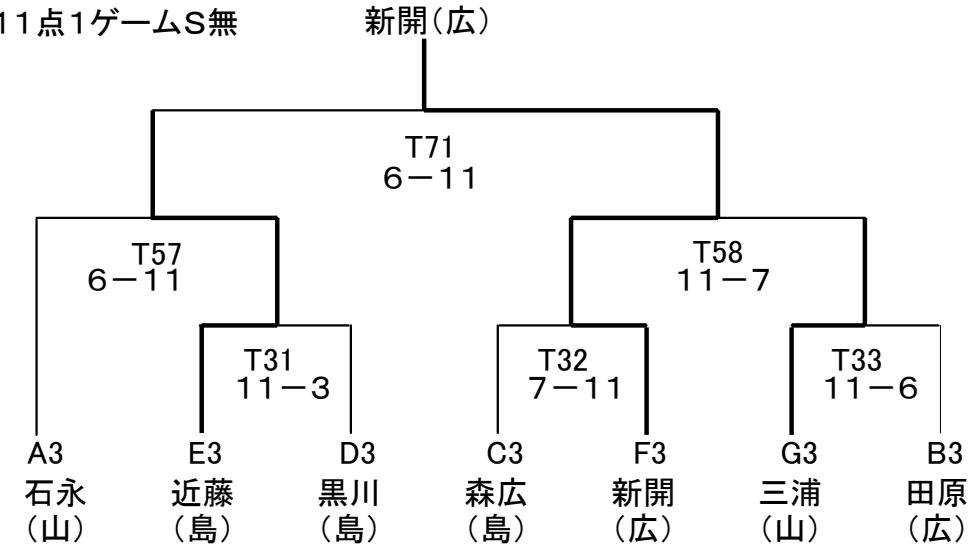 11点1ゲームS無
新開(広)
T71
6－11
T57
6－11
T58
11－7
T31
11－3
T32
7－11
T33
11－6
A3 E3 D3 C3 F3 G3 B3
石永 近藤 黒川 森広 新開 三浦 田原
(山) (島) (島) (島) (広) (山) (広)